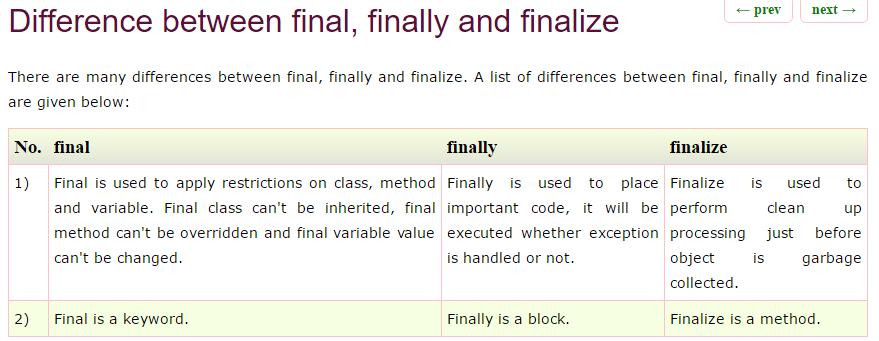 Difference between final, finally and finalize
← prev
next →
There are many differences between final, finally and finalize. A list of differences between final, finally and finalize
are given below:
No.
final
finally
finalize
1)
Final is used to apply restrictions on class, method
and variable. Final class can't be inherited, final
method can't be overridden and final variable value
can't be changed.
Finally is used to place
important code, it will be
executed whether exception
is handled or not.
Finalize is used to
perform clean up
processing just before
object is garbage
collected.
2)
Final is a keyword.
Finally is a block.
Finalize is a method.